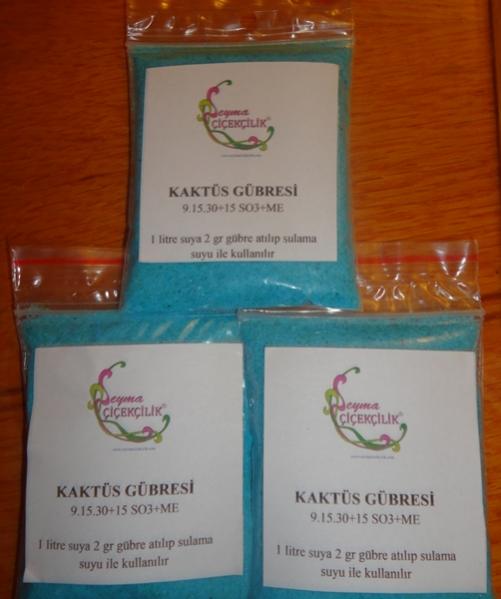 Şeyma
ÇİÇEKÇİLİK®
KAKTÜS GÜBRESİ
9.15.30+15 SO3+ME
1 litre suya 2 gr gübre atılıp sulama
suyu ile kullanılır
Şeyma
ÇİÇEKÇİLİK®
KAKTÜS GÜBRESİ
9.15.30+15 SO3+ME
1 litre suya 2 gr gübre atılıp sulama
suyu ile kullanılır
Şeyma
ÇİÇEKÇİLİK®
KAKTÜS GÜBRESİ
9.15.30+15 SO3+ME
1 litre suya 2 gr gübre atılıp sulama
suyu ile kullanılır